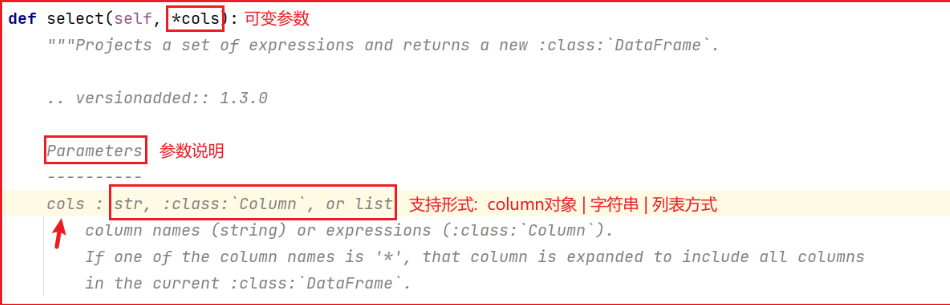 def select(self, *cols): 可变参数
"""Projects a set of expressions and returns a new :class:`DataFrame`.
.. versionadded:: 1.3.0
Parameters 参数说明
----------
cols : str, :class:`Column`, or list 支持形式: column对象 | 字符串 | 列表方式
column names (string) or expressions (:class:`Column`).
If one of the column names is '*', that column is expanded to include all columns
in the current :class:`DataFrame`.